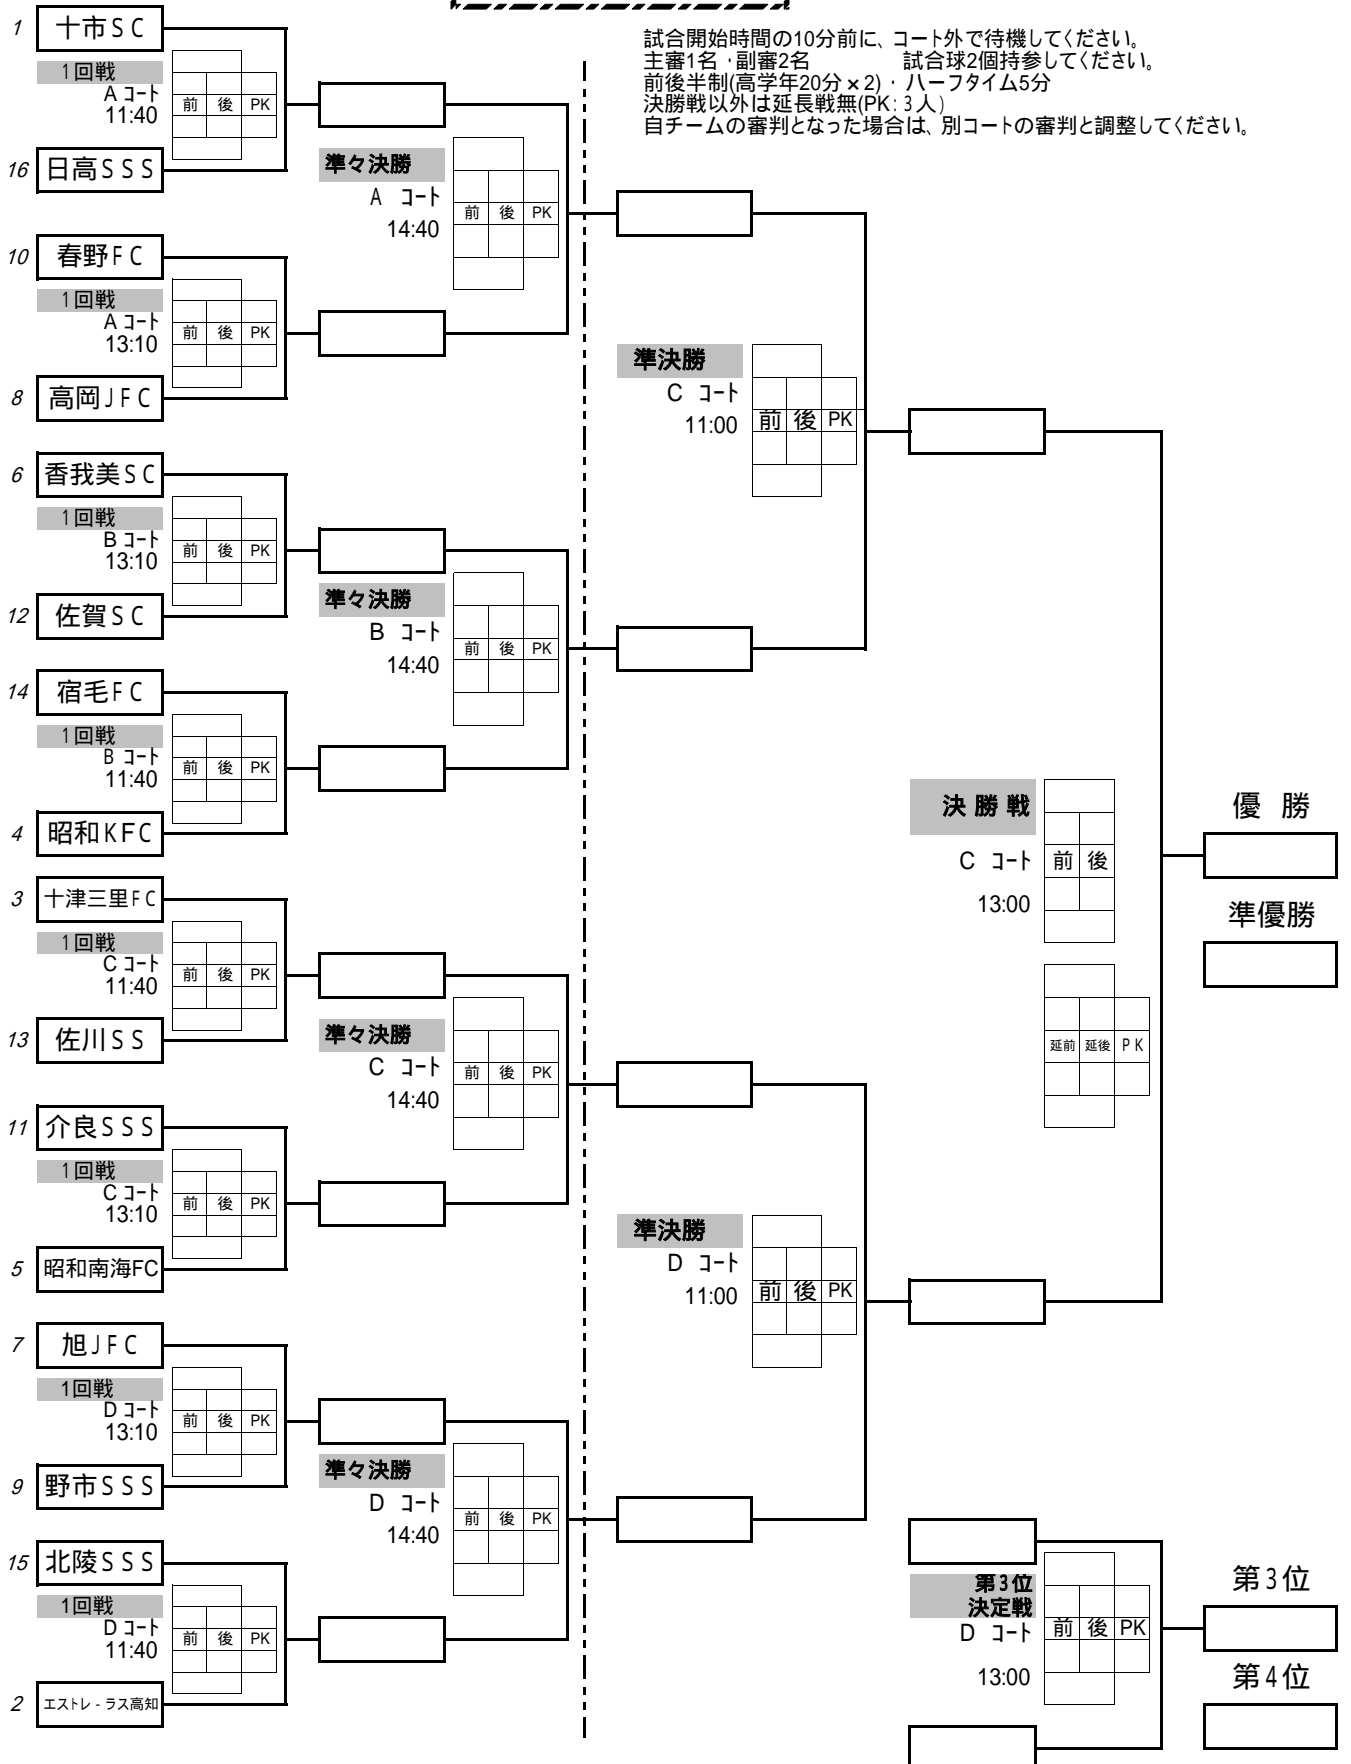 試合開始時間の10分前に、コート外で待機してください。
主審1名・副審2名 試合球2個持参してください。
前後半制(高学年20分×2)・ハーフタイム5分
決勝戦以外は延長戦無(PK:3人)
自チームの審判となった場合は、別コートの審判と調整してください。
1 十市SC
1回戦
Aコート
11:40
前 後 PK
16 日高SSS
10 春野FC
1回戦
Aコート
13:10
前 後 PK
8 高岡JFC
6 香我美SC
1回戦
Bコート
13:10
前 後 PK
12 佐賀SC
14 宿毛FC
1回戦
Bコート
11:40
前 後 PK
4 昭和KFC
3 十津三里FC
1回戦
Cコート
11:40
前 後 PK
13 佐川SS
11 介良SSS
1回戦
Cコート
13:10
前 後 PK
5 昭和南海FC
7 旭JFC
1回戦
Dコート
13:10
前 後 PK
9 野市SSS
15 北陵SSS
1回戦
Dコート
11:40
前 後 PK
2 エストレ-ラス高知
準々決勝
A コート
14:40
前 後 PK
準々決勝
B コート
14:40
前 後 PK
準々決勝
C コート
14:40
前 後 PK
準々決勝
D コート
14:40
前 後 PK
準決勝
C コート
11:00
前 後 PK
準決勝
D コート
11:00
前 後 PK
決勝戦
C コート
13:00
前 後
延前 延後 PK
優 勝
準優勝
第3位
決定戦
D コート
13:00
前 後 PK
第3位
第4位